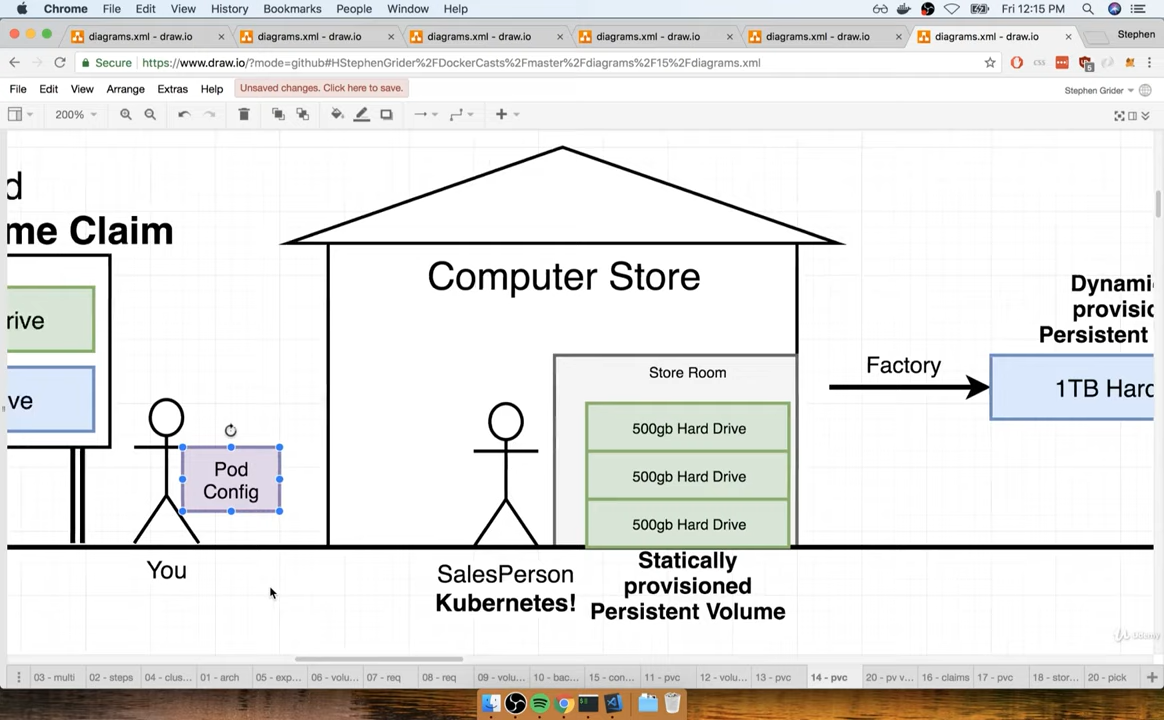 Chrome File Edit View History Bookmarks People Window Help Fri 12:15 PM
diagrams.xml - draw.io diagrams.xml - draw.io diagrams.xml - draw.io diagrams.xml - draw.io diagrams.xml - draw.io diagrams.xml - draw.io Stephen
Secure https://www.draw.io/?mode=github#HStephenGrider%2FDockerCasts%2Fmaster%2Fdiagrams%2F15%2Fdiagrams.xml css 5
File Edit View Arrange Extras Help Unsaved changes. Click here to save. Stephen Grider
200%
d
me Claim
Computer Store
Dynami
provisio
Persistent
rive
Factory
Store Room
1TB Hard
ve
500gb Hard Drive
Pod
Config
500gb Hard Drive
500gb Hard Drive
You
SalesPerson
Kubernetes!
Statically
provisioned
Persistent Volume
Udemy
03 - multi 02 - steps 04 - clus... 01 - arch 05 - exp... 06 - volu... 07 - req 08 - req 09 - volu... 10 - bac... 15 - con... 11 - pvc 12 - volu... 13 - pvc 14 - pvc 20 - pv v... 16 - claims 17 - pvc 18 - stor... 20 - pick